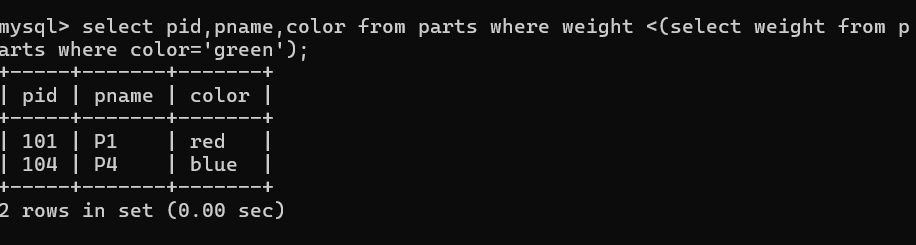 mysql> select pid,pname,color from parts where weight <(select weight from p
arts where color='green');
+-----+-------+-------+
| pid | pname | color |
+-----+-------+-------+
| 101 | P1    | red   |
| 104 | P4    | blue  |
+-----+-------+-------+
2 rows in set (0.00 sec)